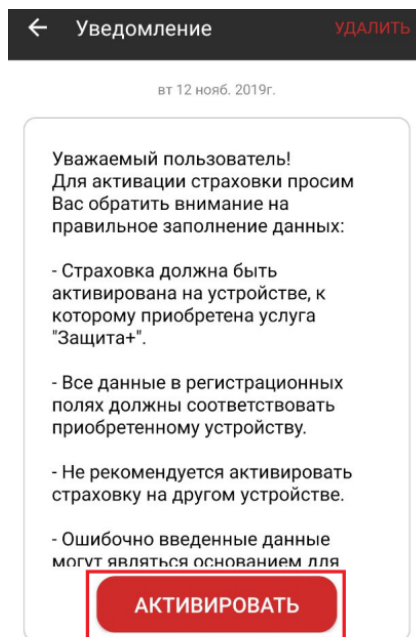 ← Уведомление УДАЛИТЬ
вт 12 нояб. 2019г.
Уважаемый пользователь!
Для активации страховки просим
Вас обратить внимание на
правильное заполнение данных:
- Страховка должна быть
активирована на устройстве, к
которому приобретена услуга
"Защита+".
- Все данные в регистрационных
полях должны соответствовать
приобретенному устройству.
- Не рекомендуется активировать
страховку на другом устройстве.
- Ошибочно введенные данные
могут являться основанием для
АКТИВИРОВАТЬ